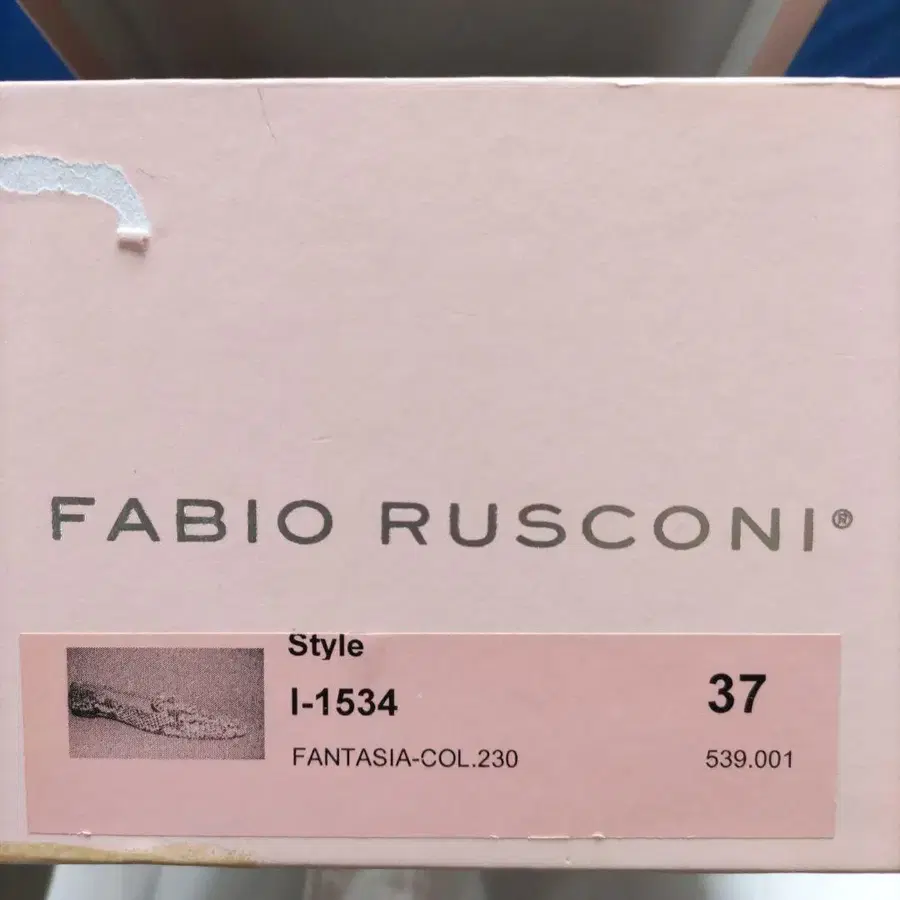 FABIO RUSCONI®
Style
I-1534
37
FANTASIA-COL.230
539.001